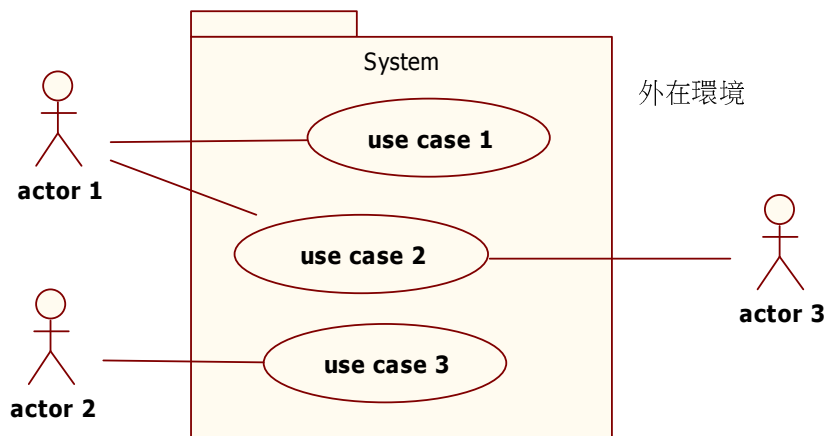 System
外在環境
use case 1
actor 1
use case 2
actor 3
use case 3
actor 2